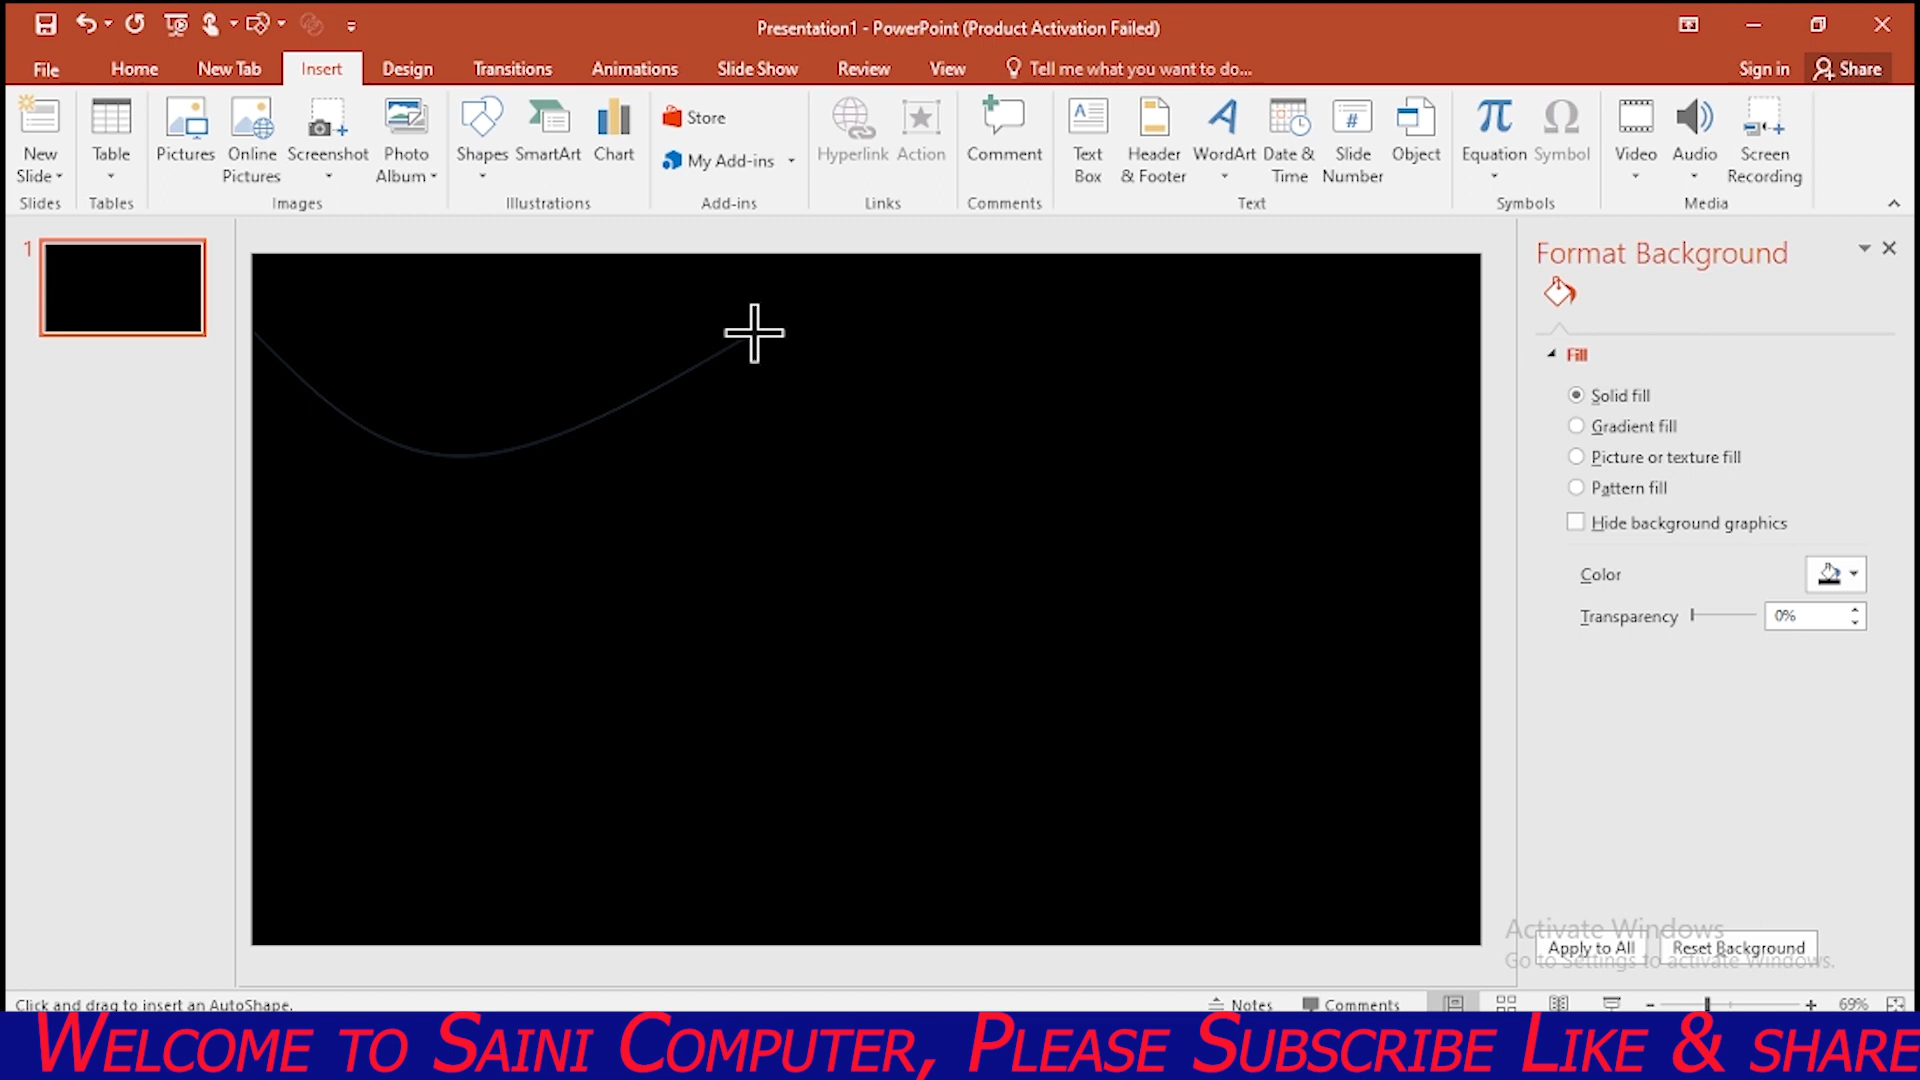 Presentation1 - PowerPoint (Product Activation Failed)
File Home New Tab Insert Design Transitions Animations Slide Show Review View Tell me what you want to do... Sign in Share
New Slide
Table
Pictures
Online Pictures
Screenshot
Photo Album
Shapes
SmartArt
Chart
Store
My Add-ins
Hyperlink
Action
Comment
Text Box
Header & Footer
WordArt
Date & Time
Slide Number
Object
Equation
Symbol
Video
Audio
Screen Recording
Slides Tables Images Illustrations Add-ins Links Comments Text Symbols Media
1
Format Background
Fill
Solid fill
Gradient fill
Picture or texture fill
Pattern fill
Hide background graphics
Color
Transparency 0%
Activate Windows
Apply to All Reset Background
Go to Settings to activate Windows.
Click and drag to insert an AutoShape. Notes Comments 69%
WELCOME TO SAINI COMPUTER, PLEASE SUBSCRIBE LIKE & SHARE